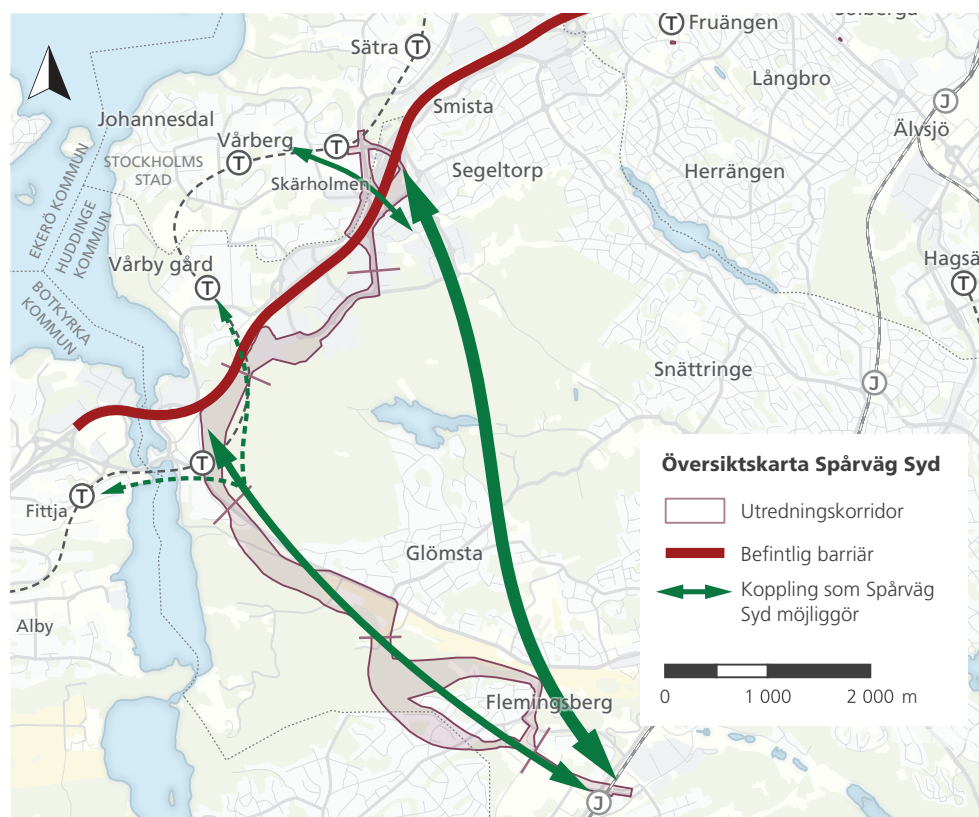 Solberga
Fruängen
T
Sätra
T
Långbro
J
Smista
Älvsjö
Johannesdal
Vårberg
T
T
STOCKHOLMS
STAD
Skärholmen
Segeltorp
Herrängen
EKERÖ KOMMUN
HUDDINGE
KOMMUN
Vårby gård
T
Hagsä
T
BOTKYRKA
KOMMUN
Snättringe
J
T
T
Fittja
Glömsta
Alby
Flemingsberg
J
Översiktskarta Spårväg Syd
Utredningskorridor
Befintlig barriär
Koppling som Spårväg
Syd möjliggör
0 1 000 2 000 m